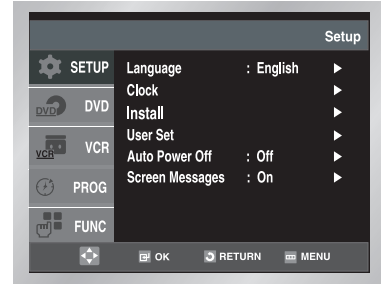 Setup
SETUP
Language : English ►
Clock ►
DVD DVD
Install ►
User Set ►
VCR VCR
Auto Power Off : Off ►
Screen Messages : On ►
PROG
FUNC
OK RETURN MENU